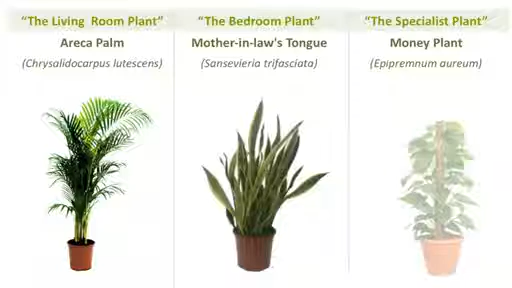 “The Living Room Plant”
Areca Palm
(Chrysalidocarpus lutescens)
“The Bedroom Plant”
Mother-in-law's Tongue
(Sansevieria trifasciata)
“The Specialist Plant”
Money Plant
(Epipremnum aureum)